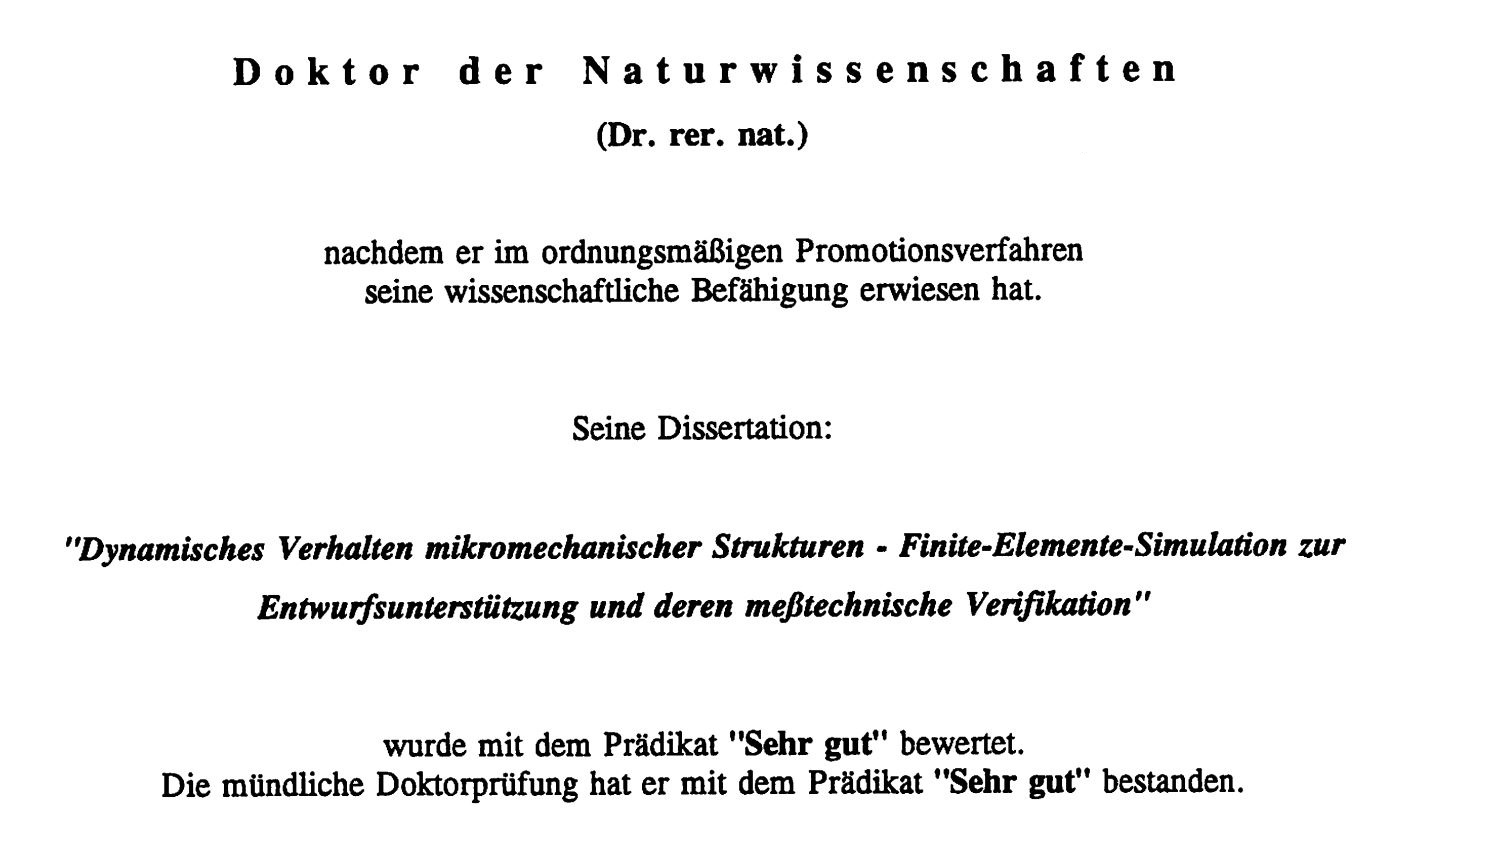 Doktor der Naturwissenschaften
(Dr. rer. nat.)
nachdem er im ordnungsmäßigen Promotionsverfahren
seine wissenschaftliche Befähigung erwiesen hat.
Seine Dissertation:
"Dynamisches Verhalten mikromechanischer Strukturen - Finite-Elemente-Simulation zur
Entwurfsunterstützung und deren meßtechnische Verifikation"
wurde mit dem Prädikat "Sehr gut" bewertet.
Die mündliche Doktorprüfung hat er mit dem Prädikat "Sehr gut" bestanden.